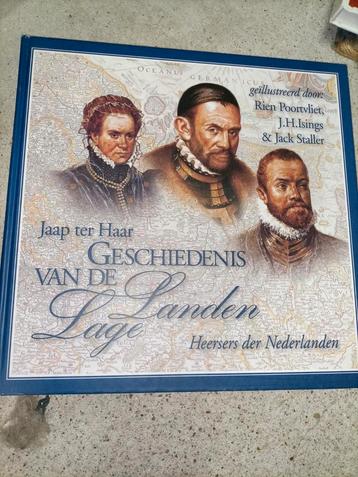 OCEANUS GERMANICUS
geïllustreerd door:
Rien Poortvliet,
J.H.Isings
& Jack Staller
Jaap ter Haar
GESCHIEDENIS
VAN DE
Lage Landen
Heersers der Nederlanden